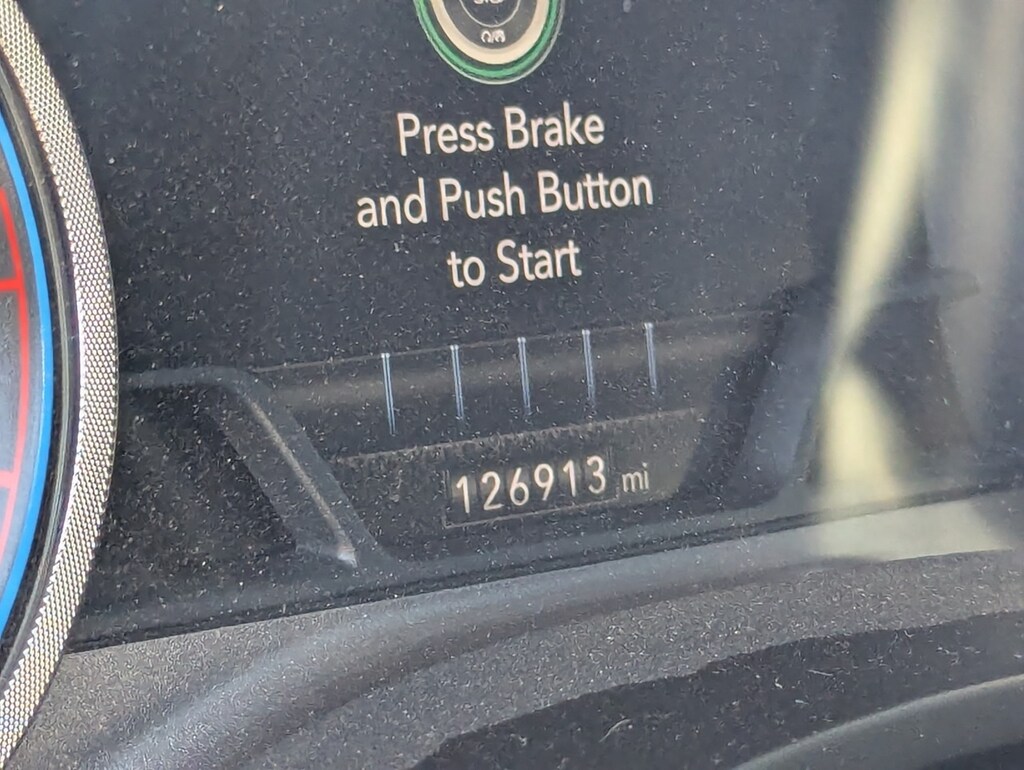 Press Brake
and Push Button
to Start
126913 mi